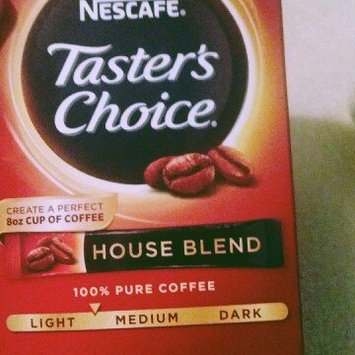 NESCAFÉ®
Taster's
Choice®
CREATE A PERFECT
8oz CUP OF COFFEE
HOUSE BLEND
100% PURE COFFEE
LIGHT MEDIUM DARK